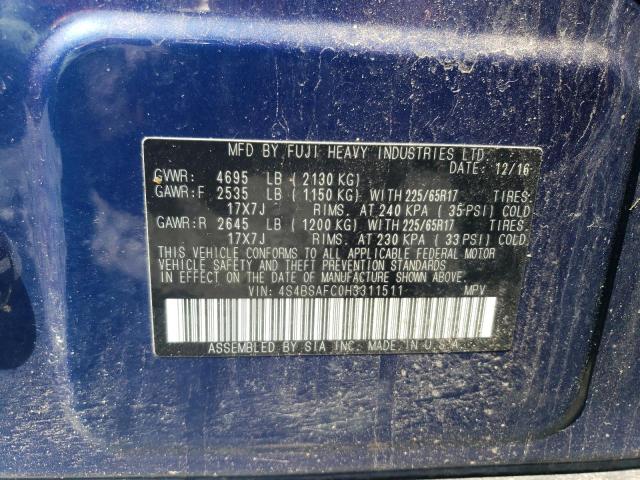 MFD BY FUJI HEAVY INDUSTRIES LTD.
DATE: 12/16
GVWR: 4695 LB (2130 KG)
GAWR:F 2535 LB (1150 KG) WITH 225/65R17 TIRES
17X7J RIMS. AT 240 KPA (35 PSI) COLD
GAWR:R 2645 LB (1200 KG) WITH 225/65R17 TIRES
17X7J RIMS. AT 230 KPA (33 PSI) COLD
THIS VEHICLE CONFORMS TO ALL APPLICABLE FEDERAL MOTOR
VEHICLE SAFETY AND THEFT PREVENTION STANDARDS
IN EFFECT ON THE DATE OF MANUFACTURE SHOWN ABOVE.
VIN: 4S4BSAFC0H3311511 MPV
ASSEMBLED BY SIA INC. MADE IN U.S.A.